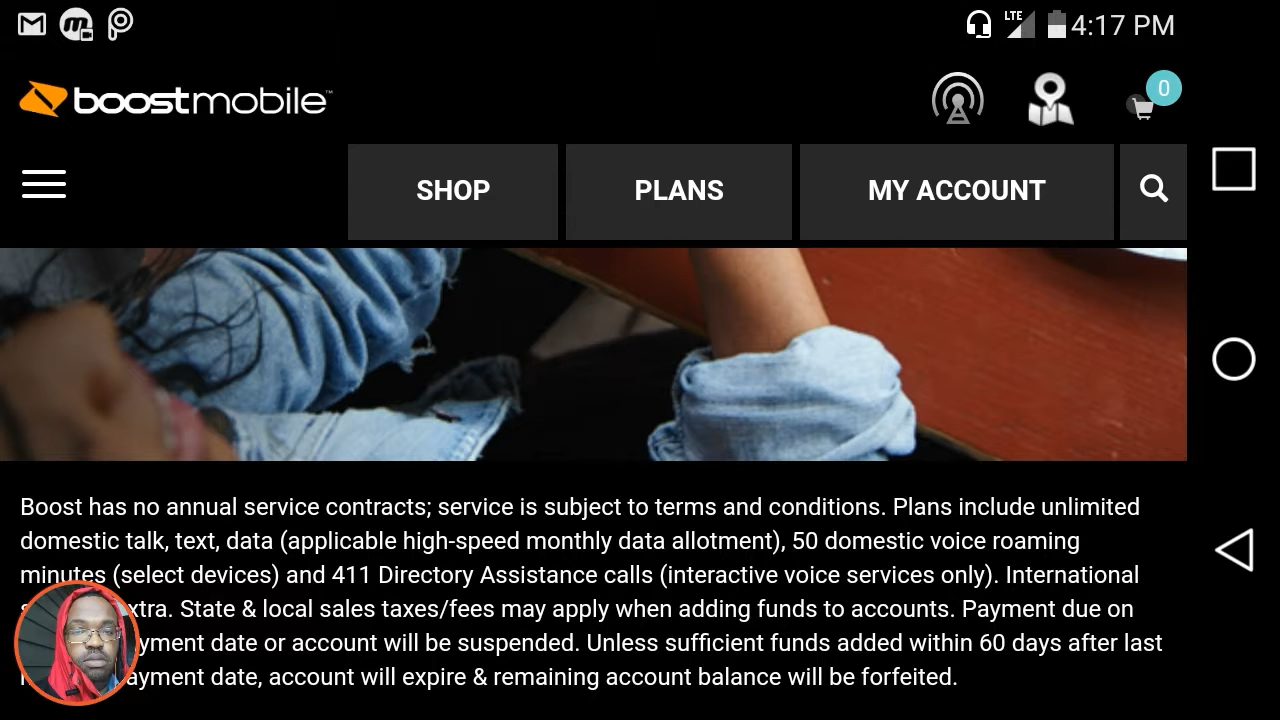 LTE 4:17 PM
boostmobile™
0
SHOP PLANS MY ACCOUNT
Boost has no annual service contracts; service is subject to terms and conditions. Plans include unlimited
domestic talk, text, data (applicable high-speed monthly data allotment), 50 domestic voice roaming
minutes (select devices) and 411 Directory Assistance calls (interactive voice services only). International
State & local sales taxes/fees may apply when adding funds to accounts. Payment due on
date or account will be suspended. Unless sufficient funds added within 60 days after last
date, account will expire & remaining account balance will be forfeited.